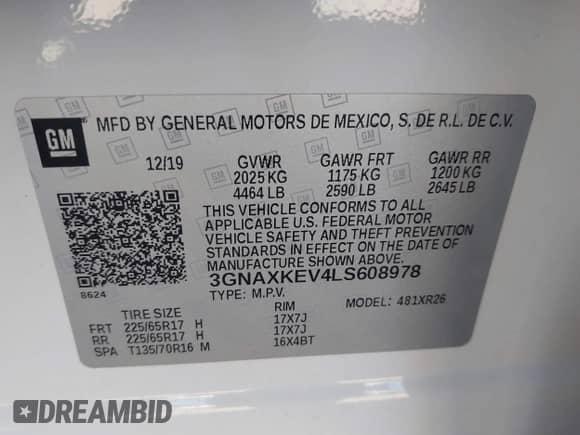 GM
MFD BY GENERAL MOTORS DE MEXICO, S. DE R.L. DE C.V.
12/19 GVWR GAWR FRT GAWR RR
2025 KG 1175 KG 1200 KG
4464 LB 2590 LB 2645 LB
THIS VEHICLE CONFORMS TO ALL
APPLICABLE U.S. FEDERAL MOTOR
VEHICLE SAFETY AND THEFT PREVENTION
STANDARDS IN EFFECT ON THE DATE OF
MANUFACTURE SHOWN ABOVE.
8624 3GNAXKEV4LS608978
TYPE: M.P.V. MODEL: 481XR26
TIRE SIZE RIM
FRT 225/65R17 H 17X7J
RR 225/65R17 H 17X7J
SPA T135/70R16 M 16X4BT
DREAMBID